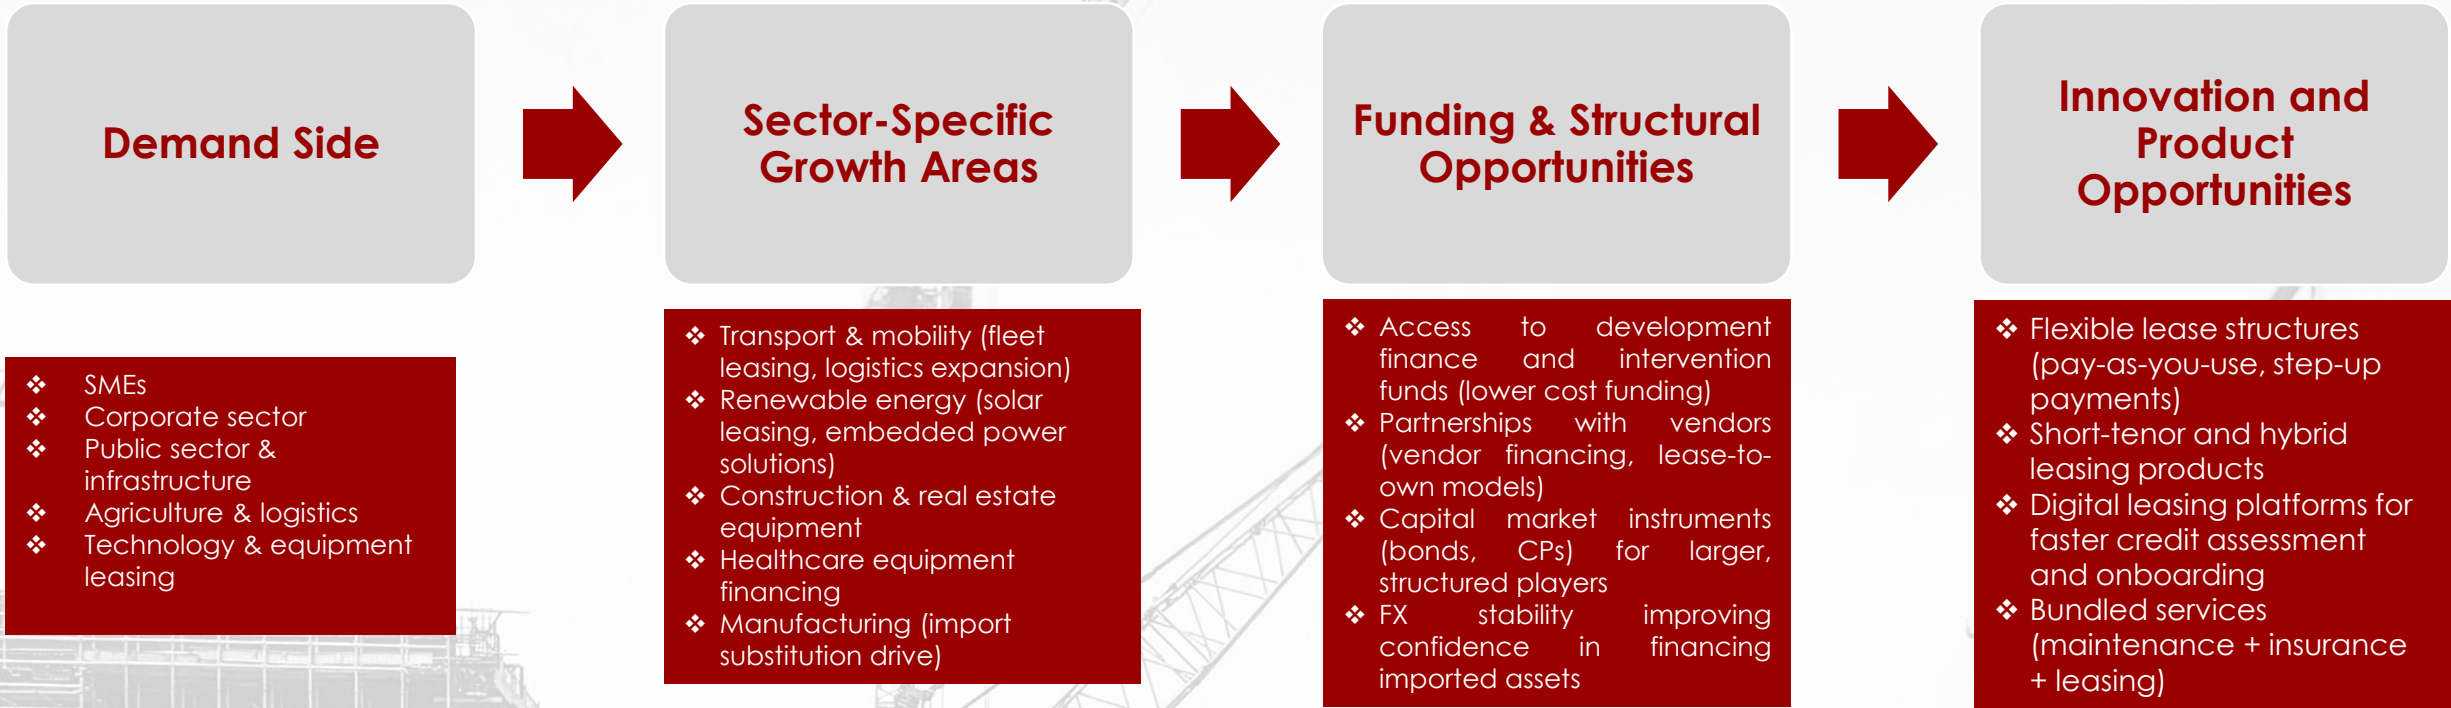 Demand Side
❖ SMEs
❖ Corporate sector
❖ Public sector &
infrastructure
❖ Agriculture & logistics
❖ Technology & equipment
leasing
Sector-Specific
Growth Areas
❖ Transport & mobility (fleet
leasing, logistics expansion)
❖ Renewable energy (solar
leasing, embedded power
solutions)
❖ Construction & real estate
equipment
❖ Healthcare equipment
financing
❖ Manufacturing (import
substitution drive)
Funding & Structural
Opportunities
❖ Access to development
finance and intervention
funds (lower cost funding)
❖ Partnerships with vendors
(vendor financing, lease-to-
own models)
❖ Capital market instruments
(bonds, CPs) for larger,
structured players
❖ FX stability improving
confidence in financing
imported assets
Innovation and
Product
Opportunities
❖ Flexible lease structures
(pay-as-you-use, step-up
payments)
❖ Short-tenor and hybrid
leasing products
❖ Digital leasing platforms for
faster credit assessment
and onboarding
❖ Bundled services
(maintenance + insurance
+ leasing)